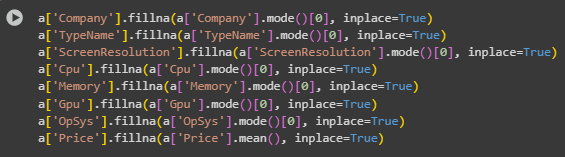 a['Company'].fillna(a['Company'].mode()[0], inplace=True)
a['TypeName'].fillna(a['TypeName'].mode()[0], inplace=True)
a['ScreenResolution'].fillna(a['ScreenResolution'].mode()[0], inplace=True)
a['Cpu'].fillna(a['Cpu'].mode()[0], inplace=True)
a['Memory'].fillna(a['Memory'].mode()[0], inplace=True)
a['Gpu'].fillna(a['Gpu'].mode()[0], inplace=True)
a['OpSys'].fillna(a['OpSys'].mode()[0], inplace=True)
a['Price'].fillna(a['Price'].mean(), inplace=True)